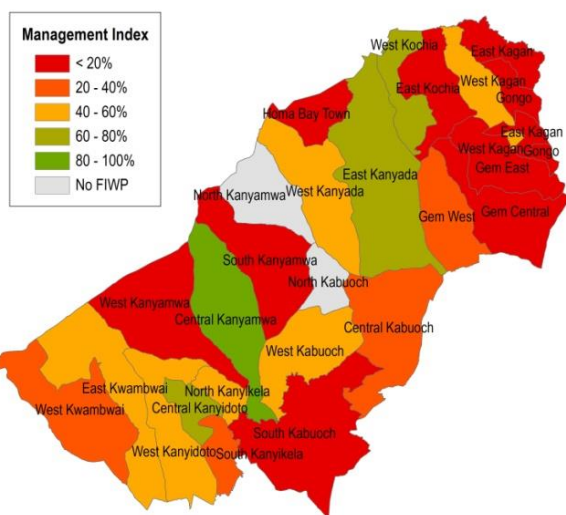 Management Index
< 20%
20 - 40%
40 - 60%
60 - 80%
80 - 100%
No FIWP
West Kochia
East Kagan
West Kagan
East Kochia
Gongo
Homa Bay Town
East Kagan
West Kagan
Gongo
Gem East
East Kanyada
North Kanyamwa
West Kanyada
Gem West
Gem Central
South Kanyamwa
North Kabuoch
West Kanyamwa
Central Kanyamwa
Central Kabuoch
West Kabuoch
East Kwambwai
North Kanyikela
West Kwambwai
Central Kanyidoto
South Kabuoch
West Kanyidoto
South Kanyikela